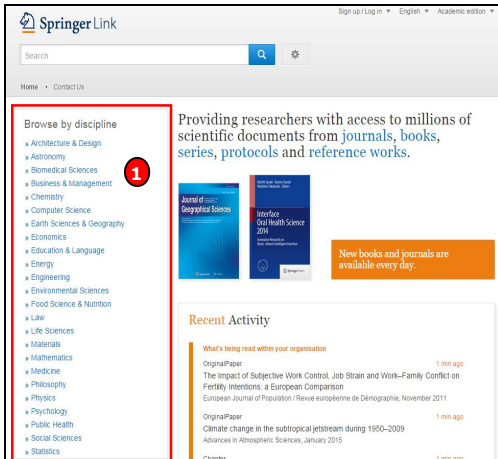 Sign up / Log in ▼ English ▼ Academic edition ▼
Springer Link
Search
Home • Contact Us
Browse by discipline
» Architecture & Design
» Astronomy
» Biomedical Sciences
» Business & Management
» Chemistry
» Computer Science
» Earth Sciences & Geography
» Economics
» Education & Language
» Energy
» Engineering
» Environmental Sciences
» Food Science & Nutrition
» Law
» Life Sciences
» Materials
» Mathematics
» Medicine
» Philosophy
» Physics
» Psychology
» Public Health
» Social Sciences
» Statistics
1
Providing researchers with access to millions of
scientific documents from journals, books,
series, protocols and reference works.
Journal of
Geographical Sciences
Interface
Oral Health Science
2014
Springer Open
New books and journals are
available every day.
Recent Activity
What's being read within your organisation
OriginalPaper 1 min ago
The Impact of Subjective Work Control, Job Strain and Work–Family Conflict on
Fertility Intentions: a European Comparison
European Journal of Population / Revue européenne de Démographie, November 2011
OriginalPaper 1 min ago
Climate change in the subtropical jetstream during 1950–2009
Advances in Atmospheric Sciences, January 2015
Chapter 1 min ago